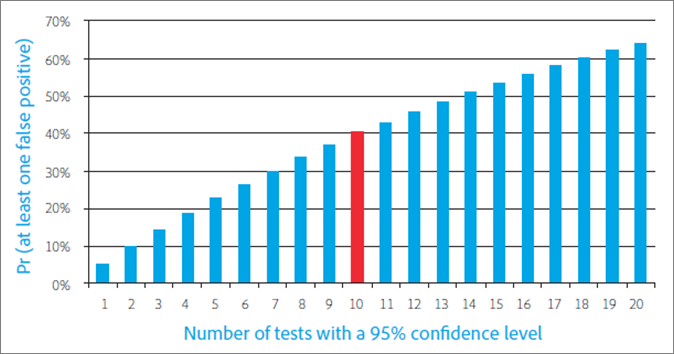 Pr (at least one false positive)
70%
60%
50%
40%
30%
20%
10%
0%
1 2 3 4 5 6 7 8 9 10 11 12 13 14 15 16 17 18 19 20
Number of tests with a 95% confidence level